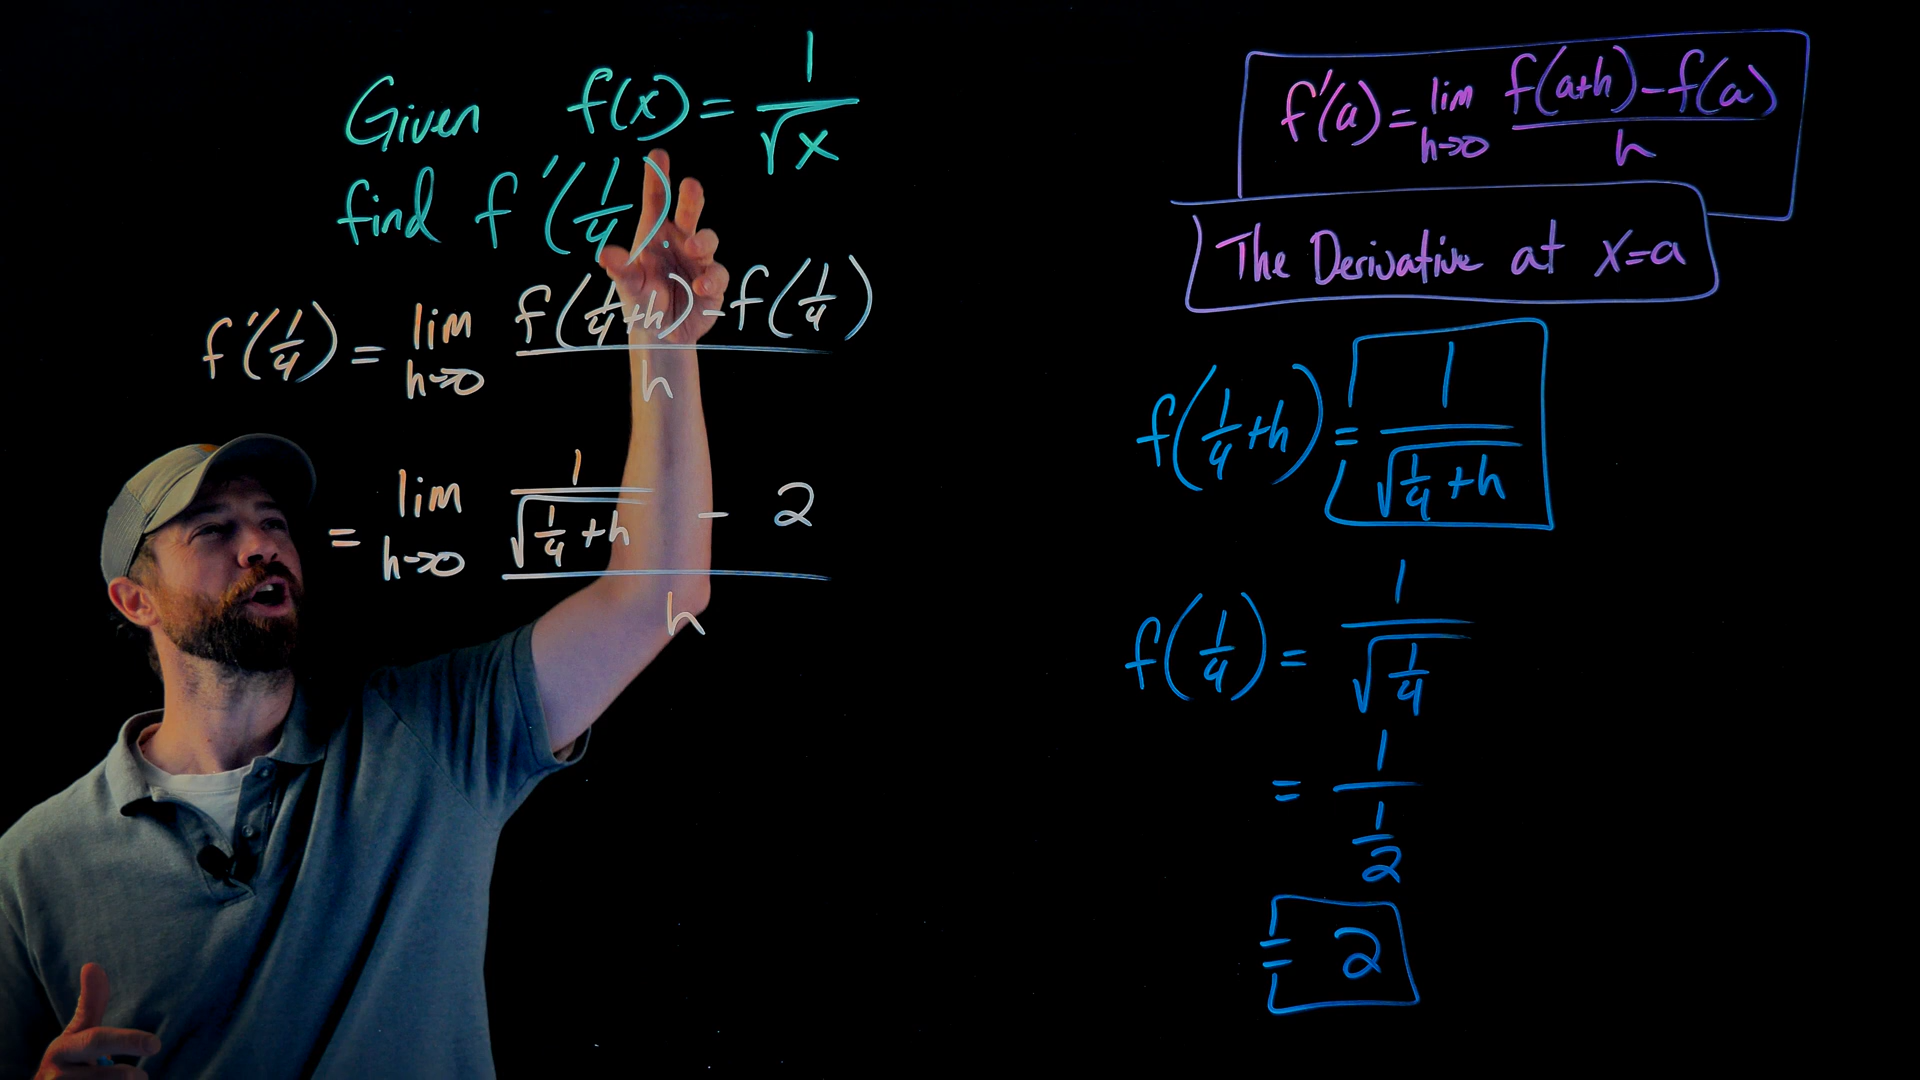 Given f(x) = 1/√x
find f'(1/4).
f'(1/4) = lim h→0 (f(1/4+h) - f(1/4))/h
= lim h→0 (1/√(1/4+h) - 2)/h
f'(a) = lim h→0 (f(a+h) - f(a))/h
The Derivative at x=a
f(1/4+h) = 1/√(1/4+h)
f(1/4) = 1/√(1/4)
= 1/(1/2)
= 2